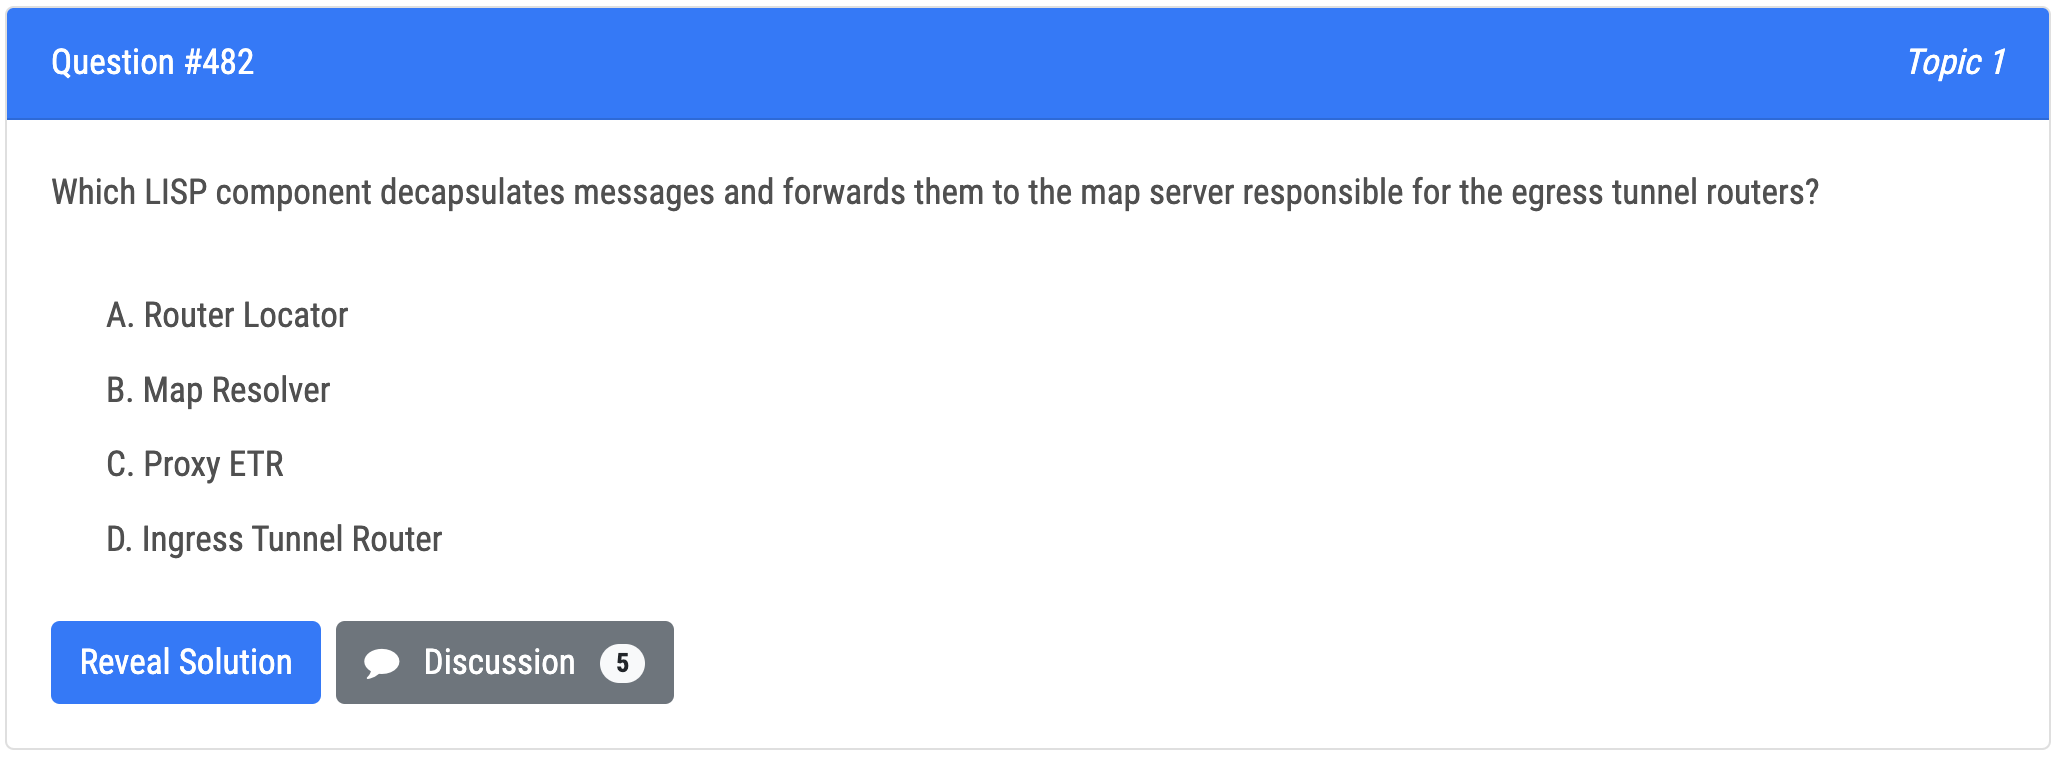 Question #482
Topic 1
Which LISP component decapsulates messages and forwards them to the map server responsible for the egress tunnel routers?
A. Router Locator
B. Map Resolver
C. Proxy ETR
D. Ingress Tunnel Router
Reveal Solution
Discussion 5